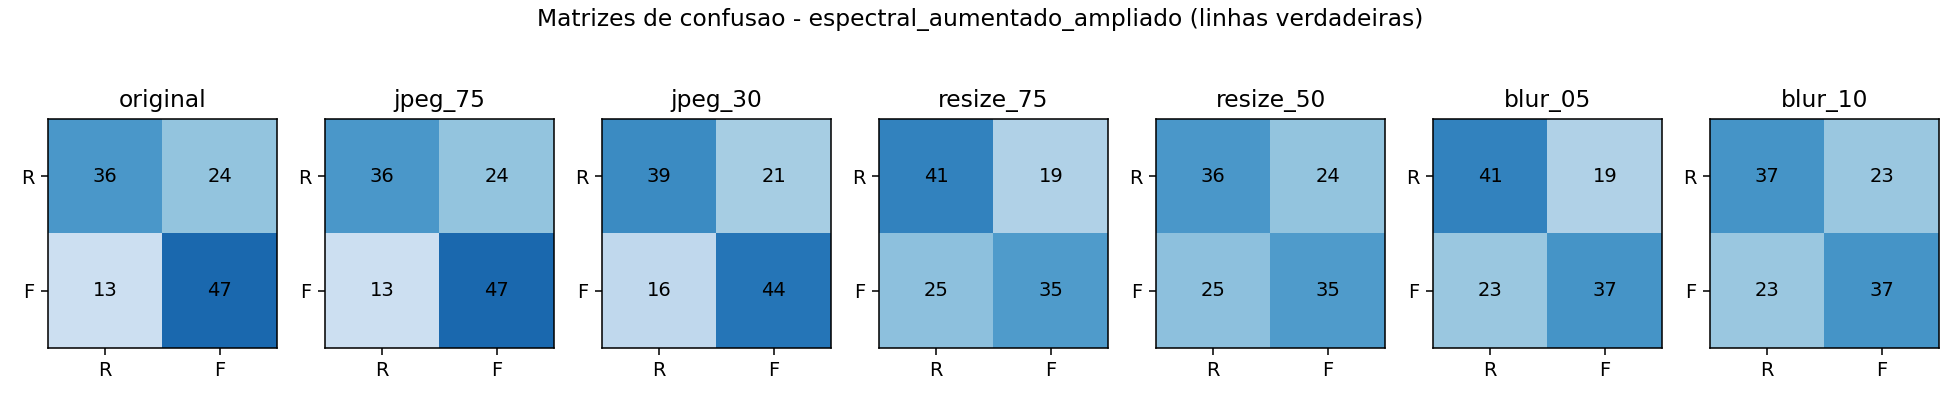 Matrizes de confusao - espectral_aumentado_ampliado (linhas verdadeiras)
original jpeg_75 jpeg_30 resize_75 resize_50 blur_05 blur_10
R 36 24 R 36 24 R 39 21 R 41 19 R 36 24 R 41 19 R 37 23
F 13 47 F 13 47 F 16 44 F 25 35 F 25 35 F 23 37 F 23 37
R F R F R F R F R F R F R F